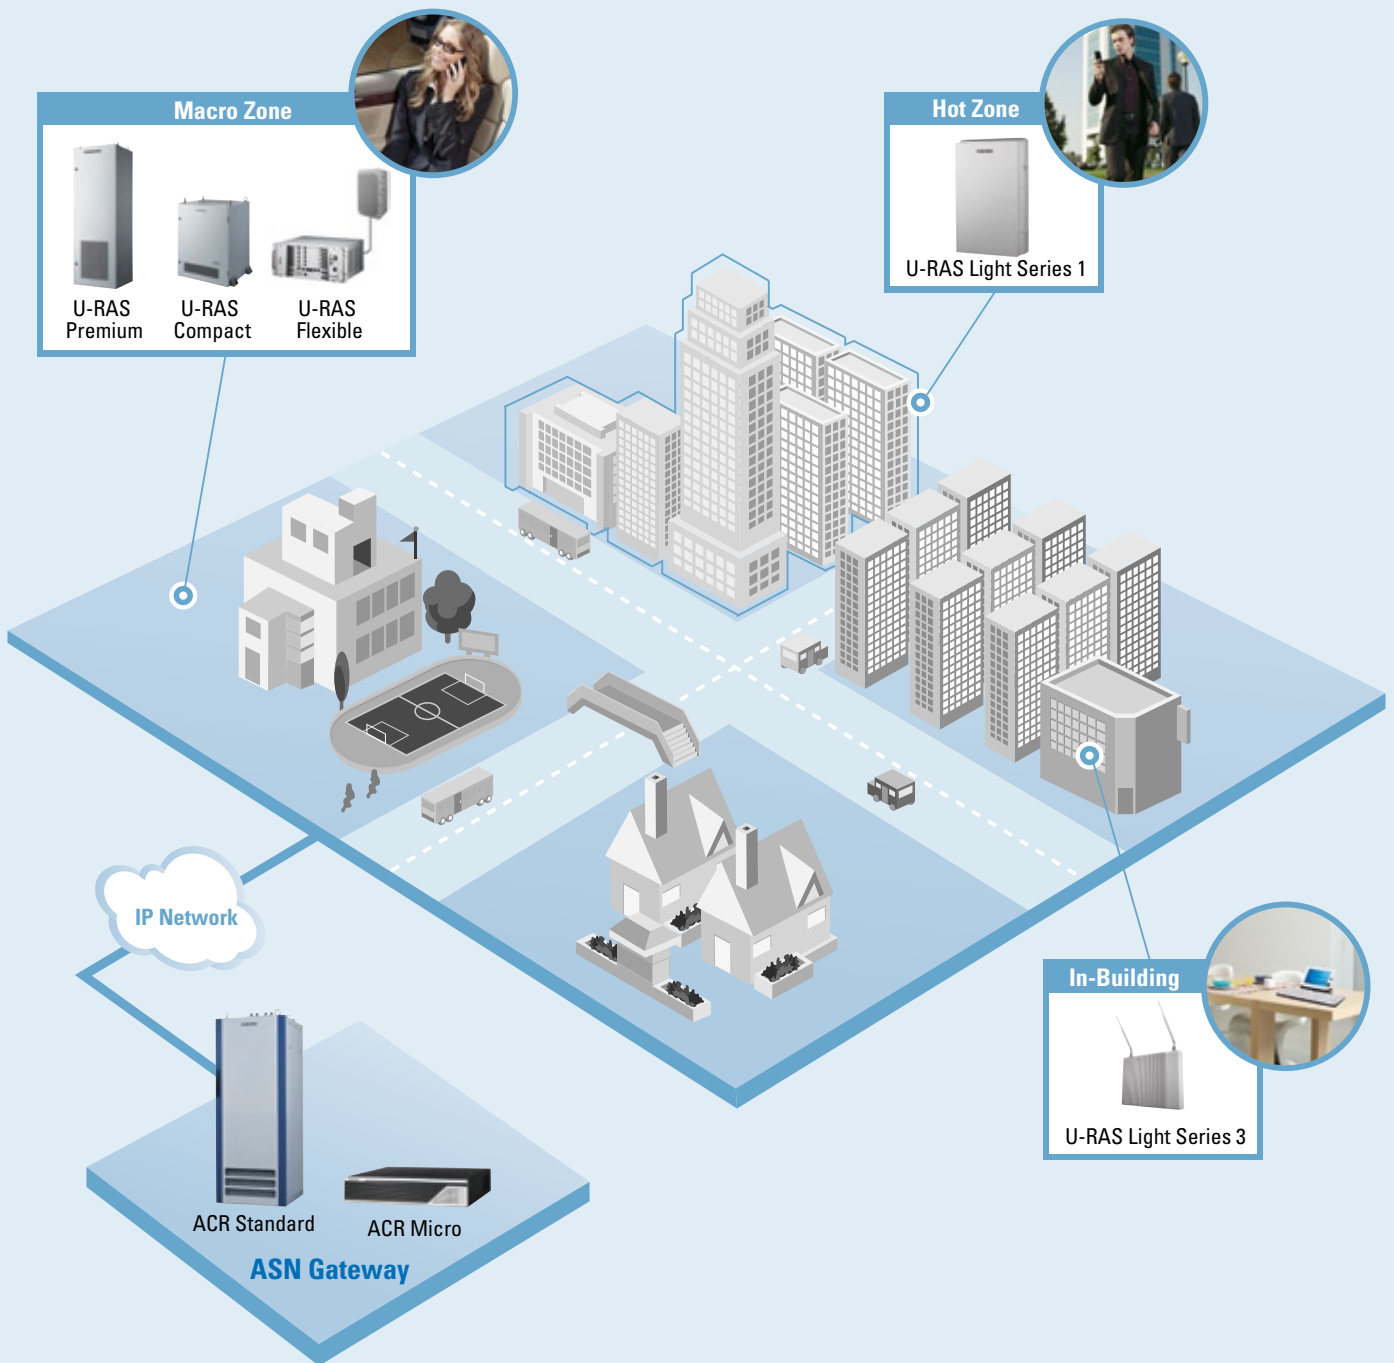 Macro Zone
U-RAS
Premium
U-RAS
Compact
U-RAS
Flexible
Hot Zone
U-RAS Light Series 1
IP Network
In-Building
U-RAS Light Series 3
ACR Standard
ACR Micro
ASN Gateway